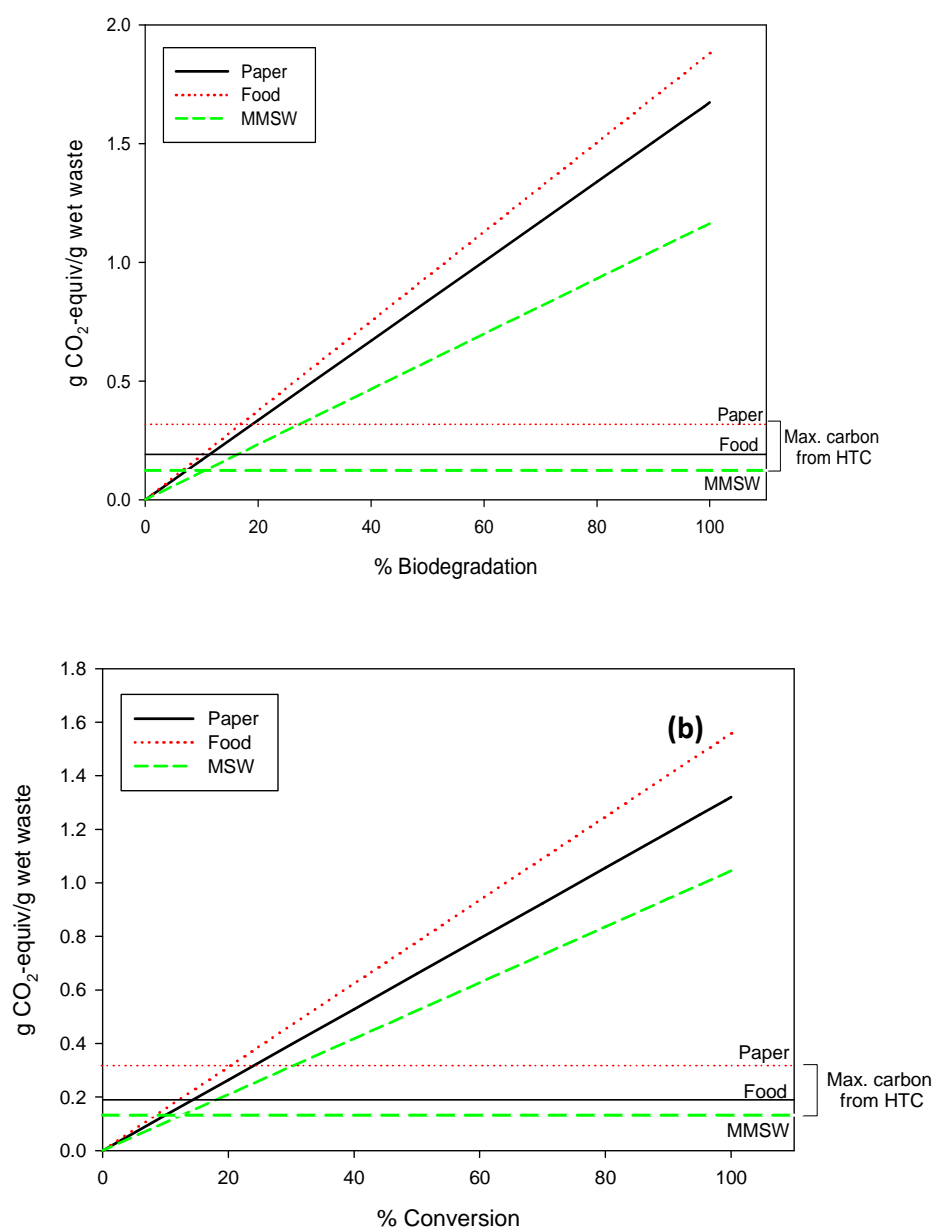 2.0
Paper
Food
MMSW
1.5
1.0
0.5
0.0
g CO₂-equiv/g wet waste
Paper
Food
MMSW
Max. carbon
from HTC
0 20 40 60 80 100
% Biodegradation
1.8
Paper
Food
MSW
(b)
1.6
1.4
1.2
1.0
0.8
0.6
0.4
0.2
0.0
g CO₂-equiv/g wet waste
Paper
Food
MMSW
Max. carbon
from HTC
0 20 40 60 80 100
% Conversion